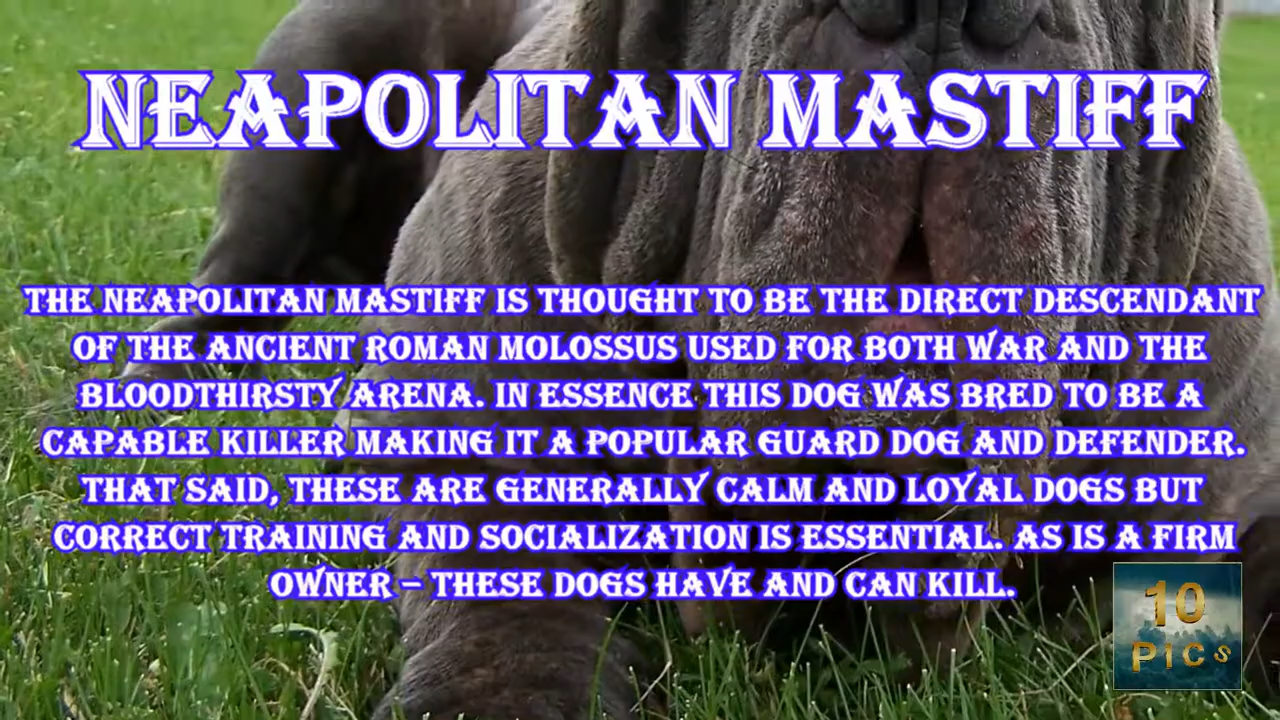 NEAPOLITAN MASTIFF
THE NEAPOLITAN MASTIFF IS THOUGHT TO BE THE DIRECT DESCENDANT
OF THE ANCIENT ROMAN MOLOSSUS USED FOR BOTH WAR AND THE
BLOODTHIRSTY ARENA. IN ESSENCE THIS DOG WAS BRED TO BE A
CAPABLE KILLER MAKING IT A POPULAR GUARD DOG AND DEFENDER.
THAT SAID, THESE ARE GENERALLY CALM AND LOYAL DOGS BUT
CORRECT TRAINING AND SOCIALIZATION IS ESSENTIAL. AS IS A FIRM
OWNER – THESE DOGS HAVE AND CAN KILL.
10
PICS